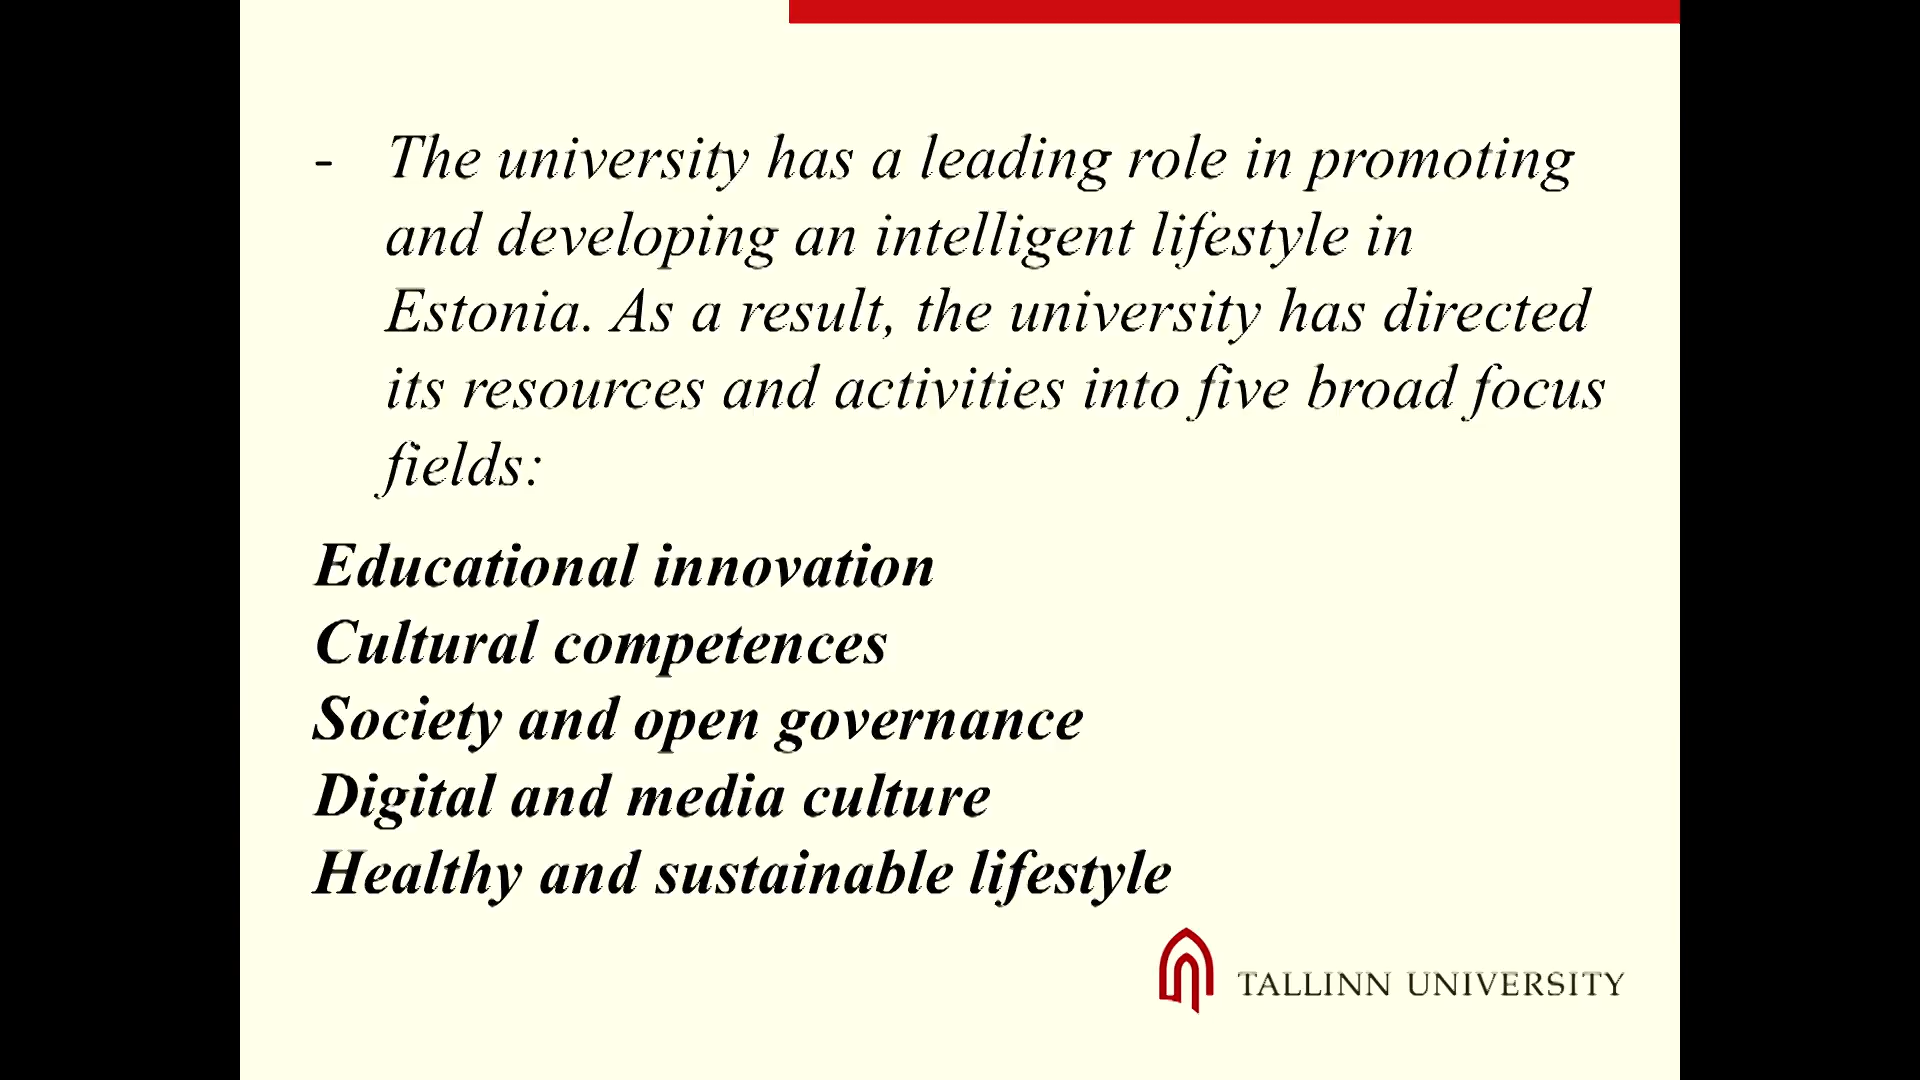 - The university has a leading role in promoting
and developing an intelligent lifestyle in
Estonia. As a result, the university has directed
its resources and activities into five broad focus
fields:
Educational innovation
Cultural competences
Society and open governance
Digital and media culture
Healthy and sustainable lifestyle
TALLINN UNIVERSITY